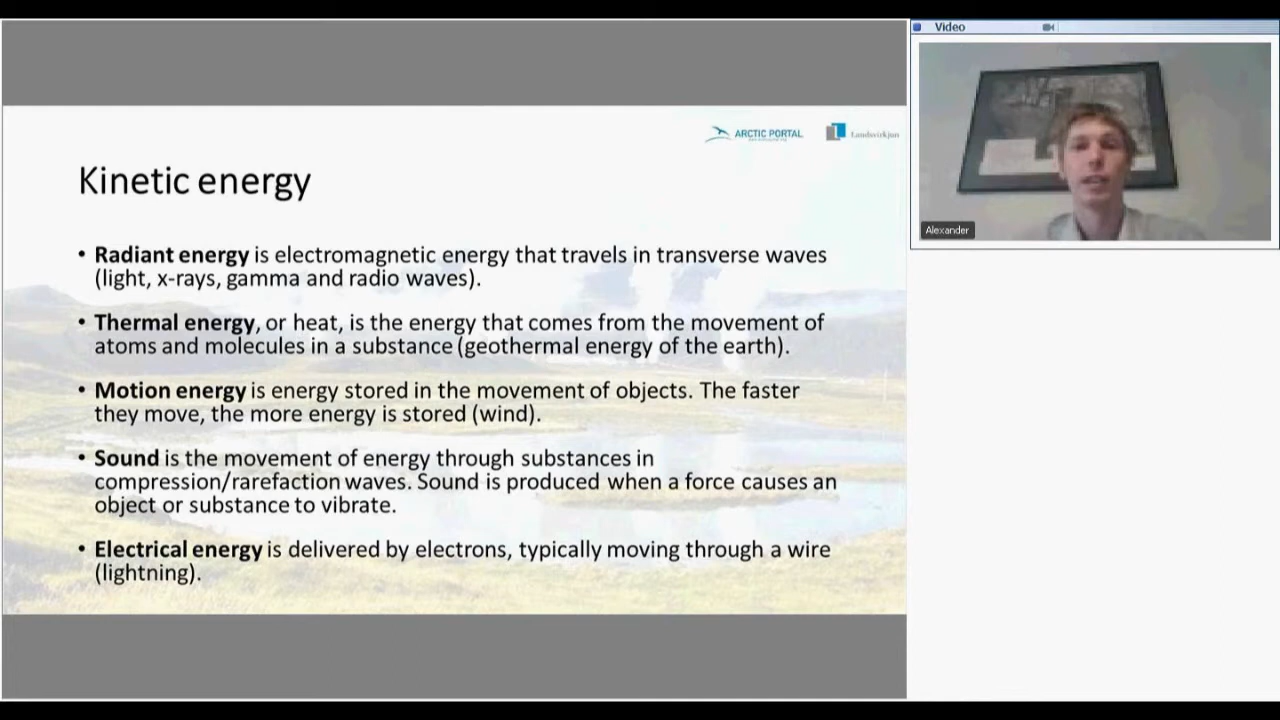 Video
ARCTIC PORTAL
Landsvirkjun
Kinetic energy
• Radiant energy is electromagnetic energy that travels in transverse waves
(light, x-rays, gamma and radio waves).
• Thermal energy, or heat, is the energy that comes from the movement of
atoms and molecules in a substance (geothermal energy of the earth).
• Motion energy is energy stored in the movement of objects. The faster
they move, the more energy is stored (wind).
• Sound is the movement of energy through substances in
compression/rarefaction waves. Sound is produced when a force causes an
object or substance to vibrate.
• Electrical energy is delivered by electrons, typically moving through a wire
(lightning).
Alexander